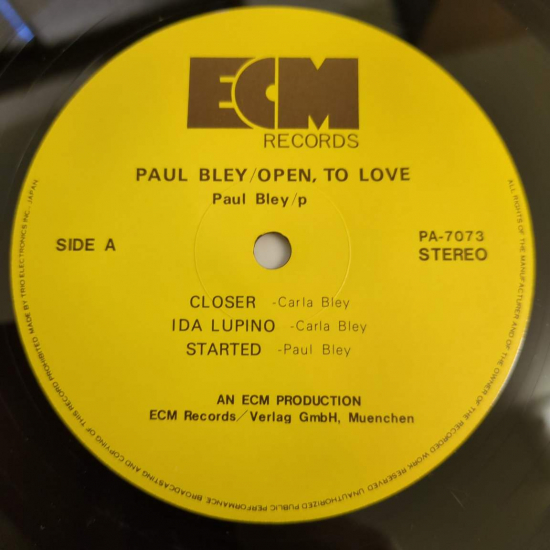 ECM
RECORDS
PAUL BLEY/OPEN, TO LOVE
Paul Bley/p
SIDE A
PA-7073
STEREO
CLOSER -Carla Bley
IDA LUPINO -Carla Bley
STARTED -Paul Bley
AN ECM PRODUCTION
ECM Records/Verlag GmbH, Muenchen
ALL RIGHTS OF THE MANUFACTURER AND OF THE OWNER OF THE RECORDED WORK RESERVED. UNAUTHORIZED PUBLIC PERFORMANCE, BROADCASTING AND COPYING OF THIS RECORD PROHIBITED. MADE BY TRIO ELECTRONICS INC., JAPAN.